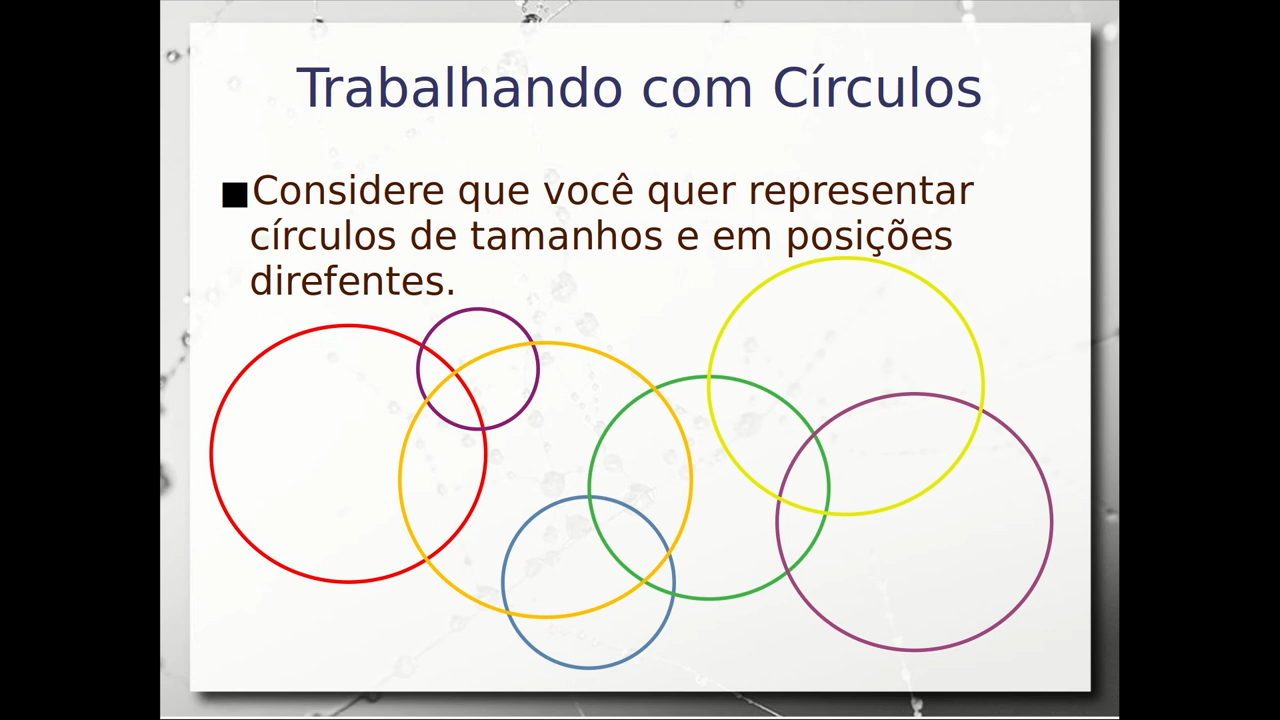 Trabalhando com Círculos
■Considere que você quer representar
círculos de tamanhos e em posições
direfentes.